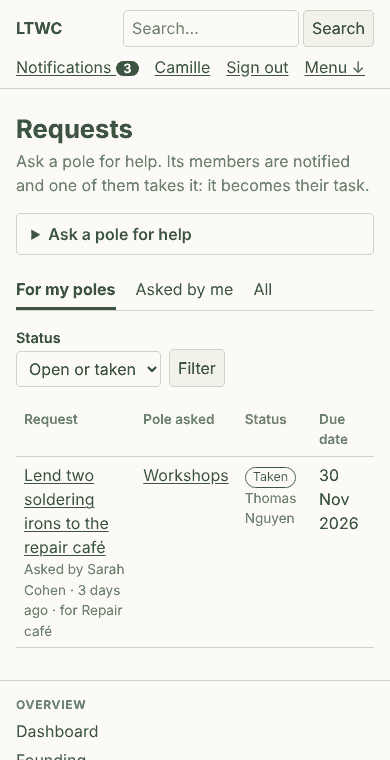 LTWC
Search...
Search
Notifications 3 Camille Sign out Menu ↓
Requests
Ask a pole for help. Its members are notified
and one of them takes it: it becomes their task.
▶ Ask a pole for help
For my poles Asked by me All
Status
Open or taken
Filter
Request Pole asked Status Due date
Lend two
soldering
irons to the
repair café
Asked by Sarah
Cohen · 3 days
ago · for Repair
café
Workshops
Taken
Thomas
Nguyen
30
Nov
2026
OVERVIEW
Dashboard
Founding